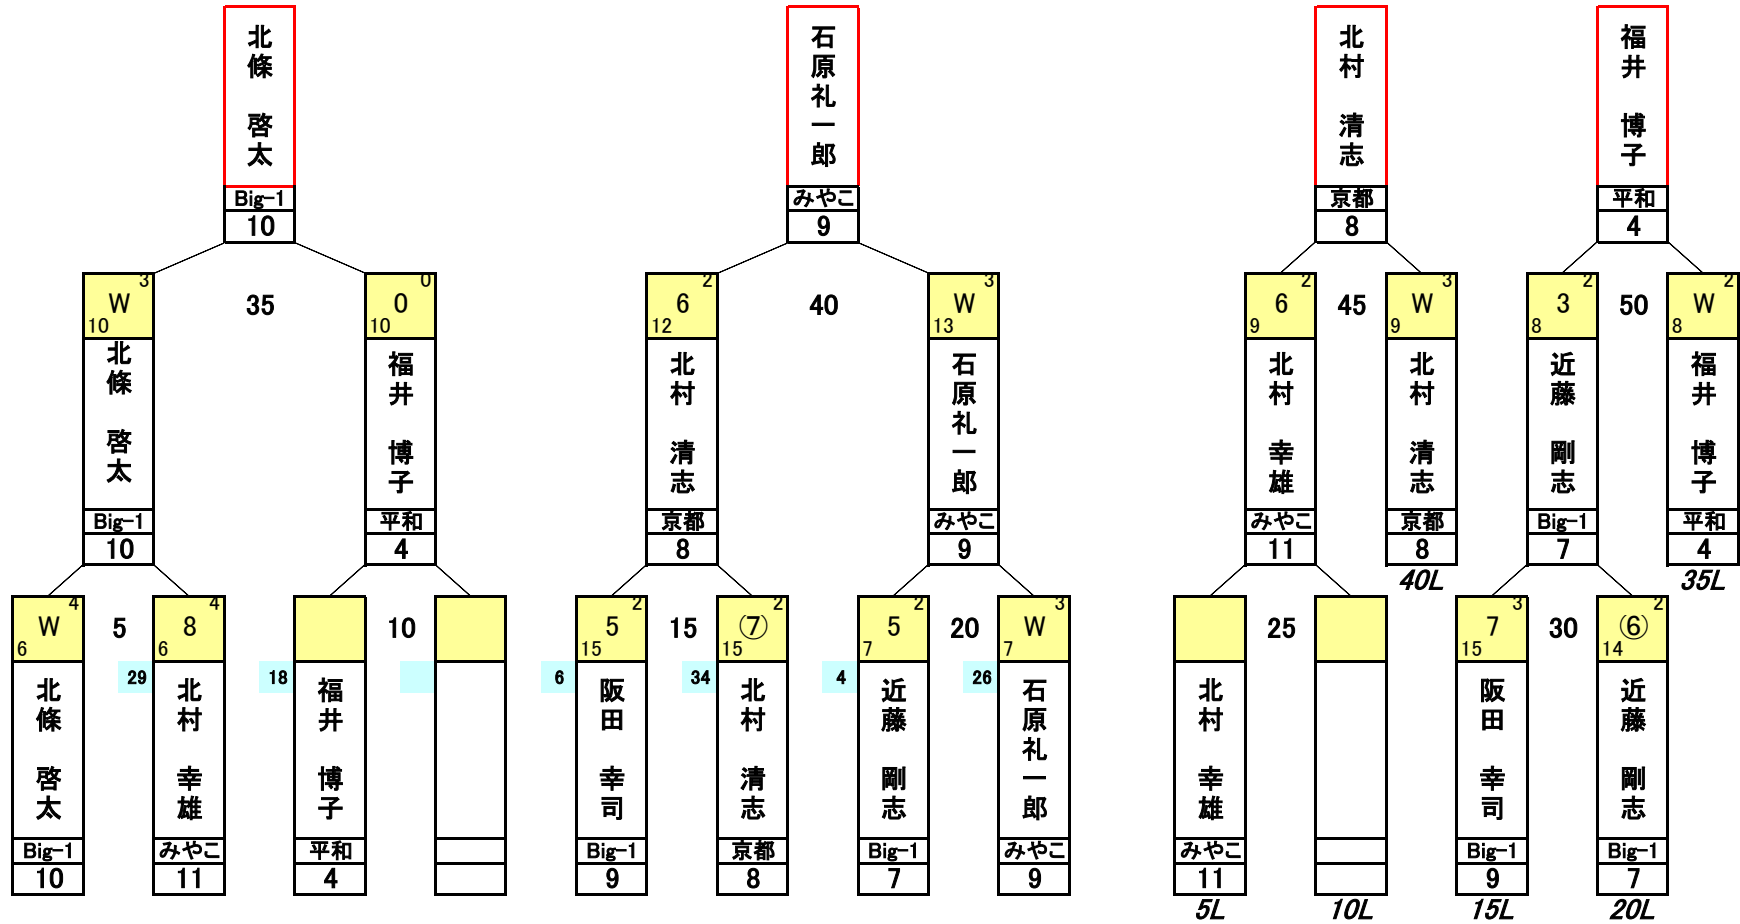 北條 啓太
石原礼一郎
北村 清志
福井 博子
Big-1
みやこ
京都
平和
10
9
8
4
3
W
10
35
0
0
10
2
6
12
40
3
W
13
2
6
9
45
3
W
9
2
3
8
50
2
W
8
北條 啓太
福井 博子
北村 清志
石原礼一郎
北村 幸雄
北村 清志
近藤 剛志
福井 博子
Big-1
平和
京都
みやこ
みやこ
京都
Big-1
平和
10
4
8
9
11
8
7
4
40L
35L
4
W
6
5
4
8
6
10
2
5
15
15
2
⑦
15
2
5
7
20
3
W
7
25
3
7
15
30
2
⑥
14
29
18
6
34
4
26
北條 啓太
北村 幸雄
福井 博子
阪田 幸司
北村 清志
近藤 剛志
石原礼一郎
北村 幸雄
阪田 幸司
近藤 剛志
Big-1
みやこ
平和
Big-1
京都
Big-1
みやこ
みやこ
Big-1
Big-1
10
11
4
9
8
7
9
11
9
7
5L
10L
15L
20L